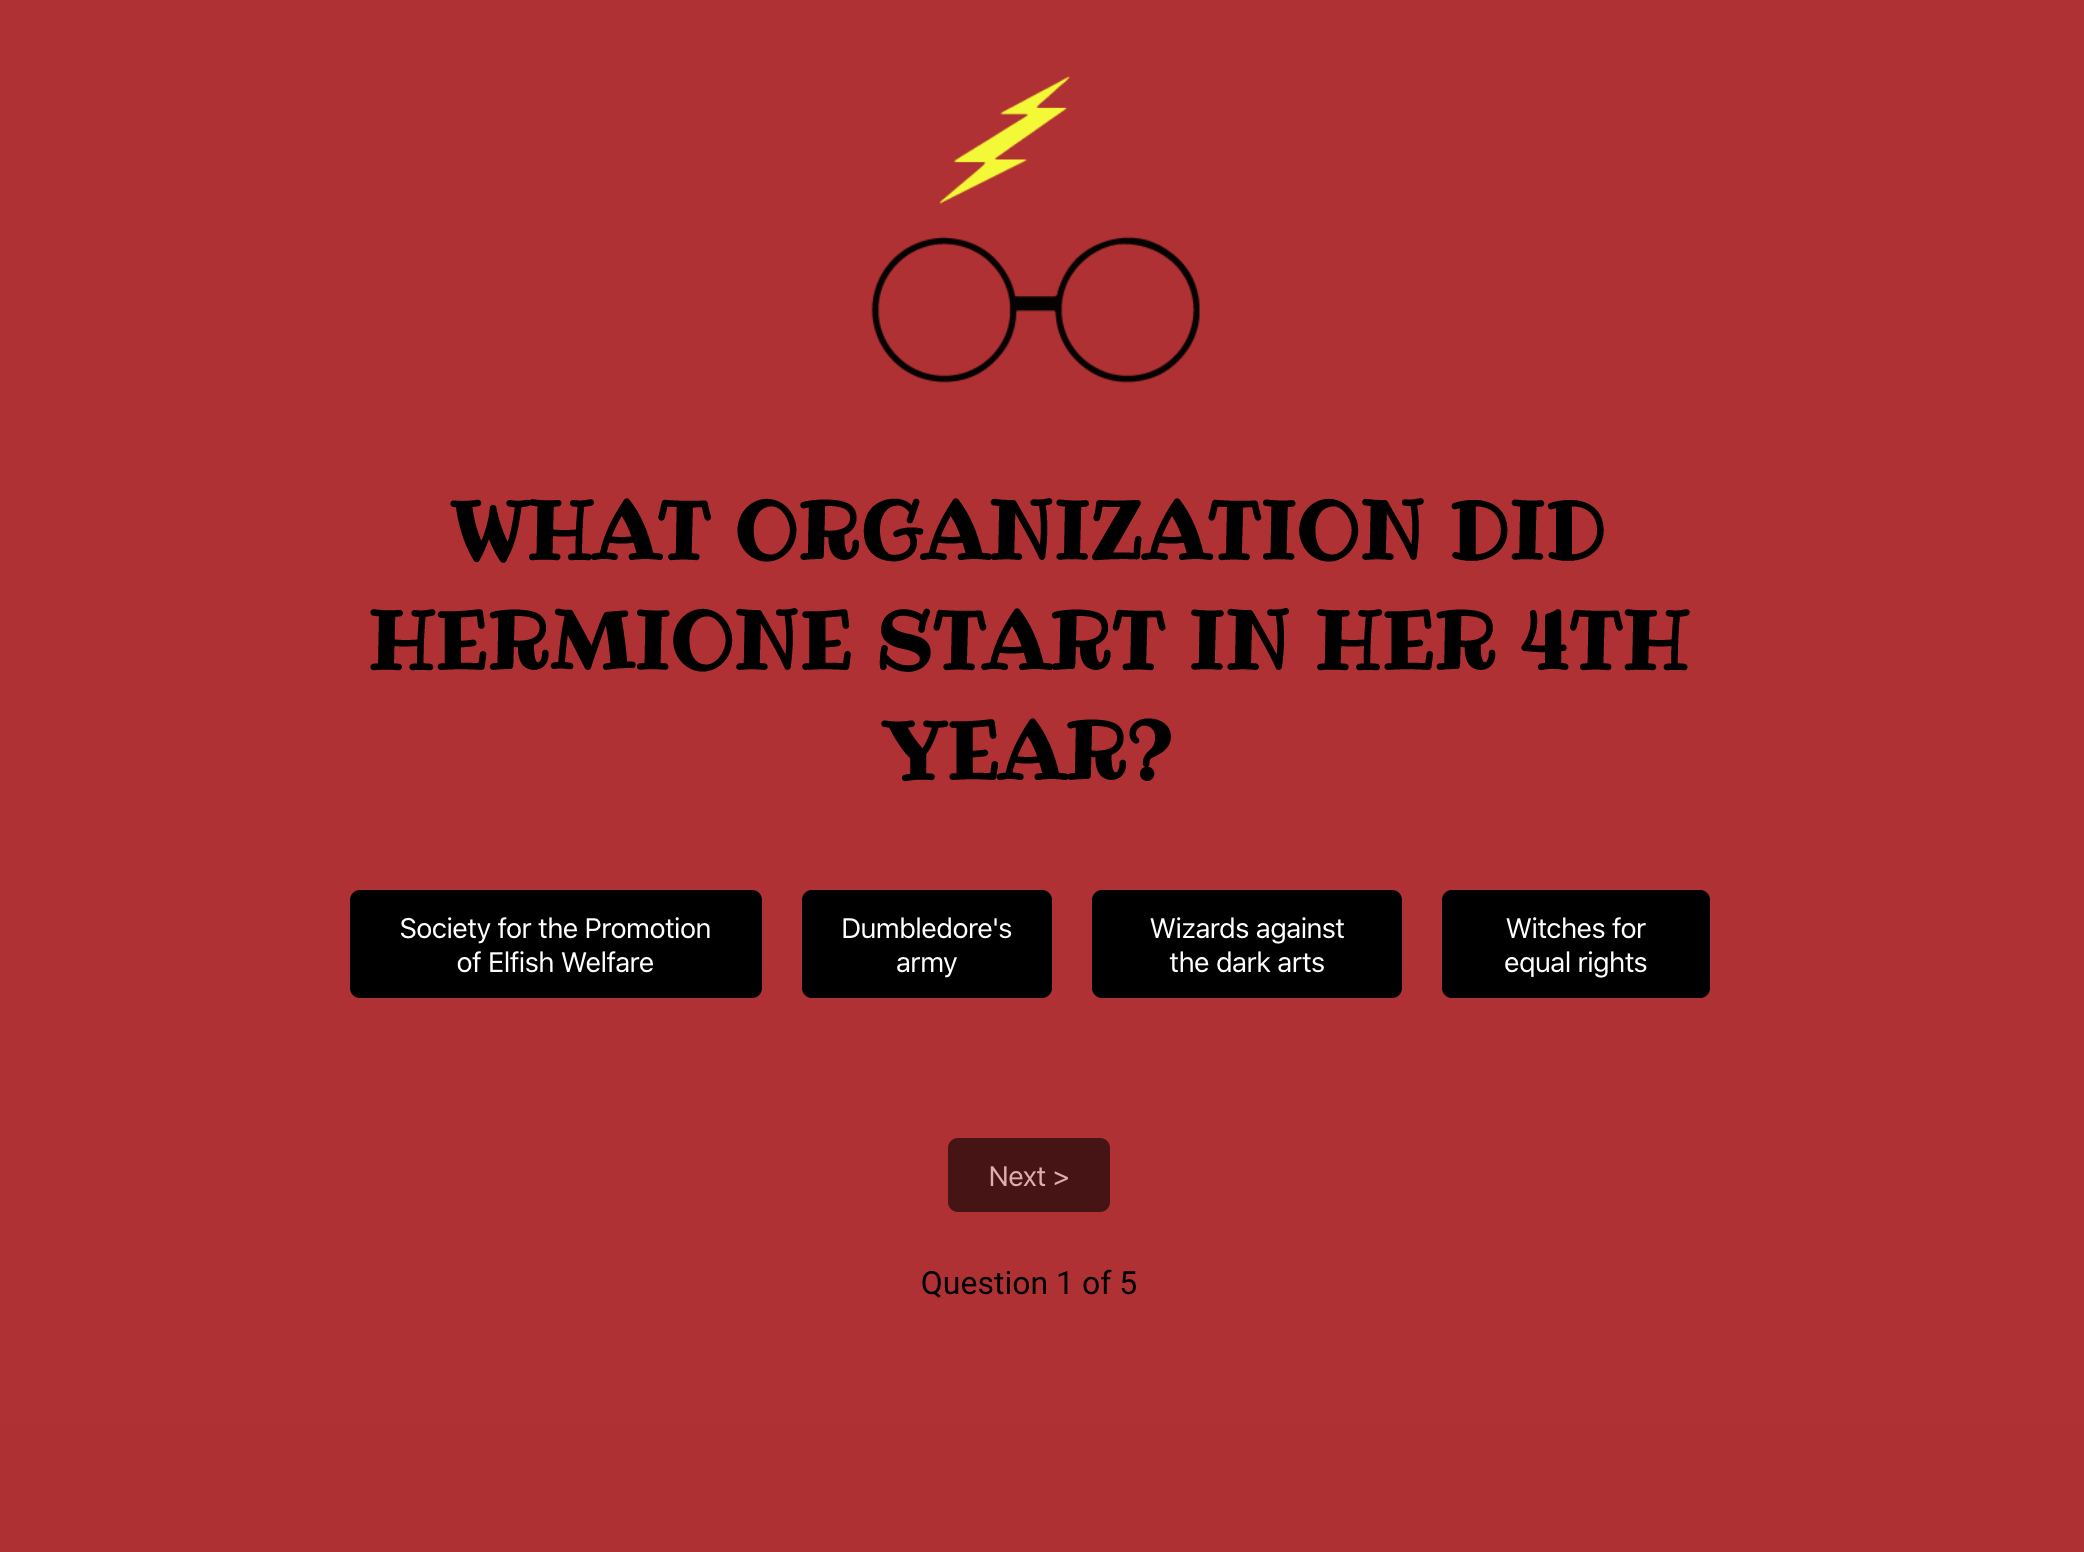 WHAT ORGANIZATION DID
HERMIONE START IN HER 4TH
YEAR?
Society for the Promotion
of Elfish Welfare
Dumbledore's
army
Wizards against
the dark arts
Witches for
equal rights
Next >
Question 1 of 5